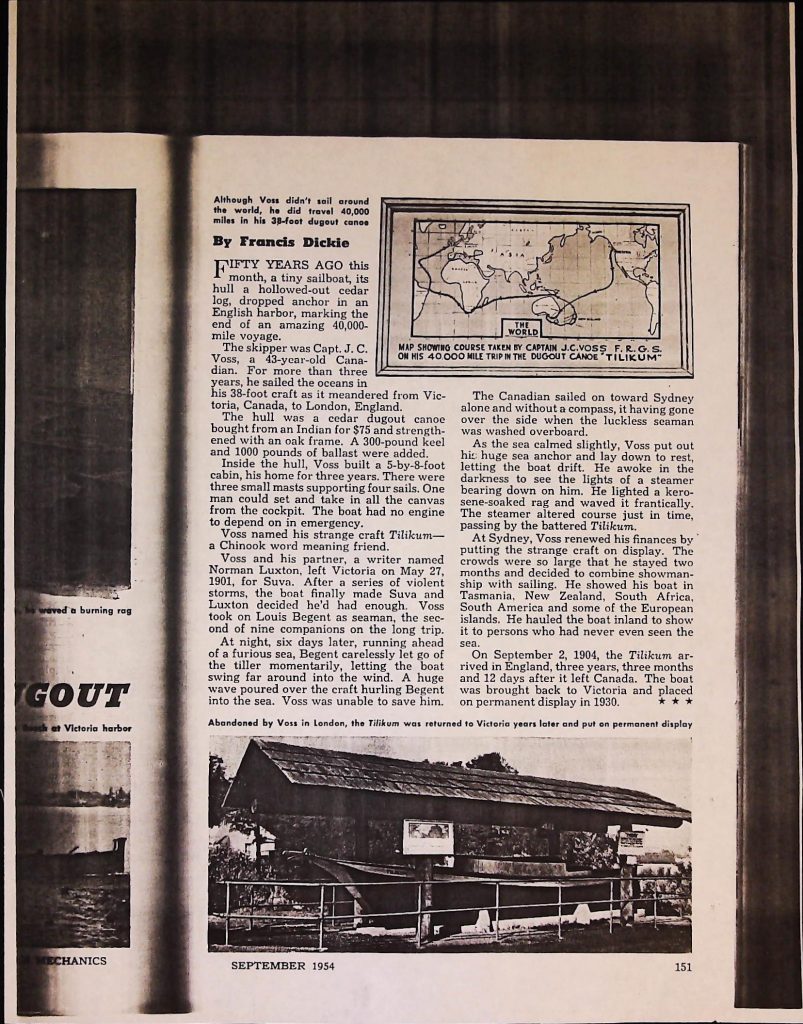 waved a burning rag
GOUT
at Victoria harbor
MECHANICS
Although Voss didn't sail around
the world, he did travel 40,000
miles in his 38-foot dugout canoe
By Francis Dickie
FIFTY YEARS AGO this
month, a tiny sailboat, its
hull a hollowed-out cedar
log, dropped anchor in an
English harbor, marking the
end of an amazing 40,000-
mile voyage.
The skipper was Capt. J. C.
Voss, a 43-year-old Cana-
dian. For more than three
years, he sailed the oceans in
his 38-foot craft as it meandered from Vic-
toria, Canada, to London, England.
The hull was a cedar dugout canoe
bought from an Indian for $75 and strength-
ened with an oak frame. A 300-pound keel
and 1000 pounds of ballast were added.
Inside the hull, Voss built a 5-by-8-foot
cabin, his home for three years. There were
three small masts supporting four sails. One
man could set and take in all the canvas
from the cockpit. The boat had no engine
to depend on in emergency.
Voss named his strange craft Tilikum—
a Chinook word meaning friend.
Voss and his partner, a writer named
Norman Luxton, left Victoria on May 27,
1901, for Suva. After a series of violent
storms, the boat finally made Suva and
Luxton decided he'd had enough. Voss
took on Louis Begent as seaman, the sec-
ond of nine companions on the long trip.
At night, six days later, running ahead
of a furious sea, Begent carelessly let go of
the tiller momentarily, letting the boat
swing far around into the wind. A huge
wave poured over the craft hurling Begent
into the sea. Voss was unable to save him.
THE
WORLD
MAP SHOWING COURSE TAKEN BY CAPTAIN J.C.VOSS F.R.G.S.
ON HIS 40.000 MILE TRIP IN THE DUGOUT CANOE "TILIKUM"
The Canadian sailed on toward Sydney
alone and without a compass, it having gone
over the side when the luckless seaman
was washed overboard.
As the sea calmed slightly, Voss put out
his huge sea anchor and lay down to rest,
letting the boat drift. He awoke in the
darkness to see the lights of a steamer
bearing down on him. He lighted a kero-
sene-soaked rag and waved it frantically.
The steamer altered course just in time,
passing by the battered Tilikum.
At Sydney, Voss renewed his finances by
putting the strange craft on display. The
crowds were so large that he stayed two
months and decided to combine showman-
ship with sailing. He showed his boat in
Tasmania, New Zealand, South Africa,
South America and some of the European
islands. He hauled the boat inland to show
it to persons who had never even seen the
sea.
On September 2, 1904, the Tilikum ar-
rived in England, three years, three months
and 12 days after it left Canada. The boat
was brought back to Victoria and placed
on permanent display in 1930. ★ ★ ★
Abandoned by Voss in London, the Tilikum was returned to Victoria years later and put on permanent display
SEPTEMBER 1954
151